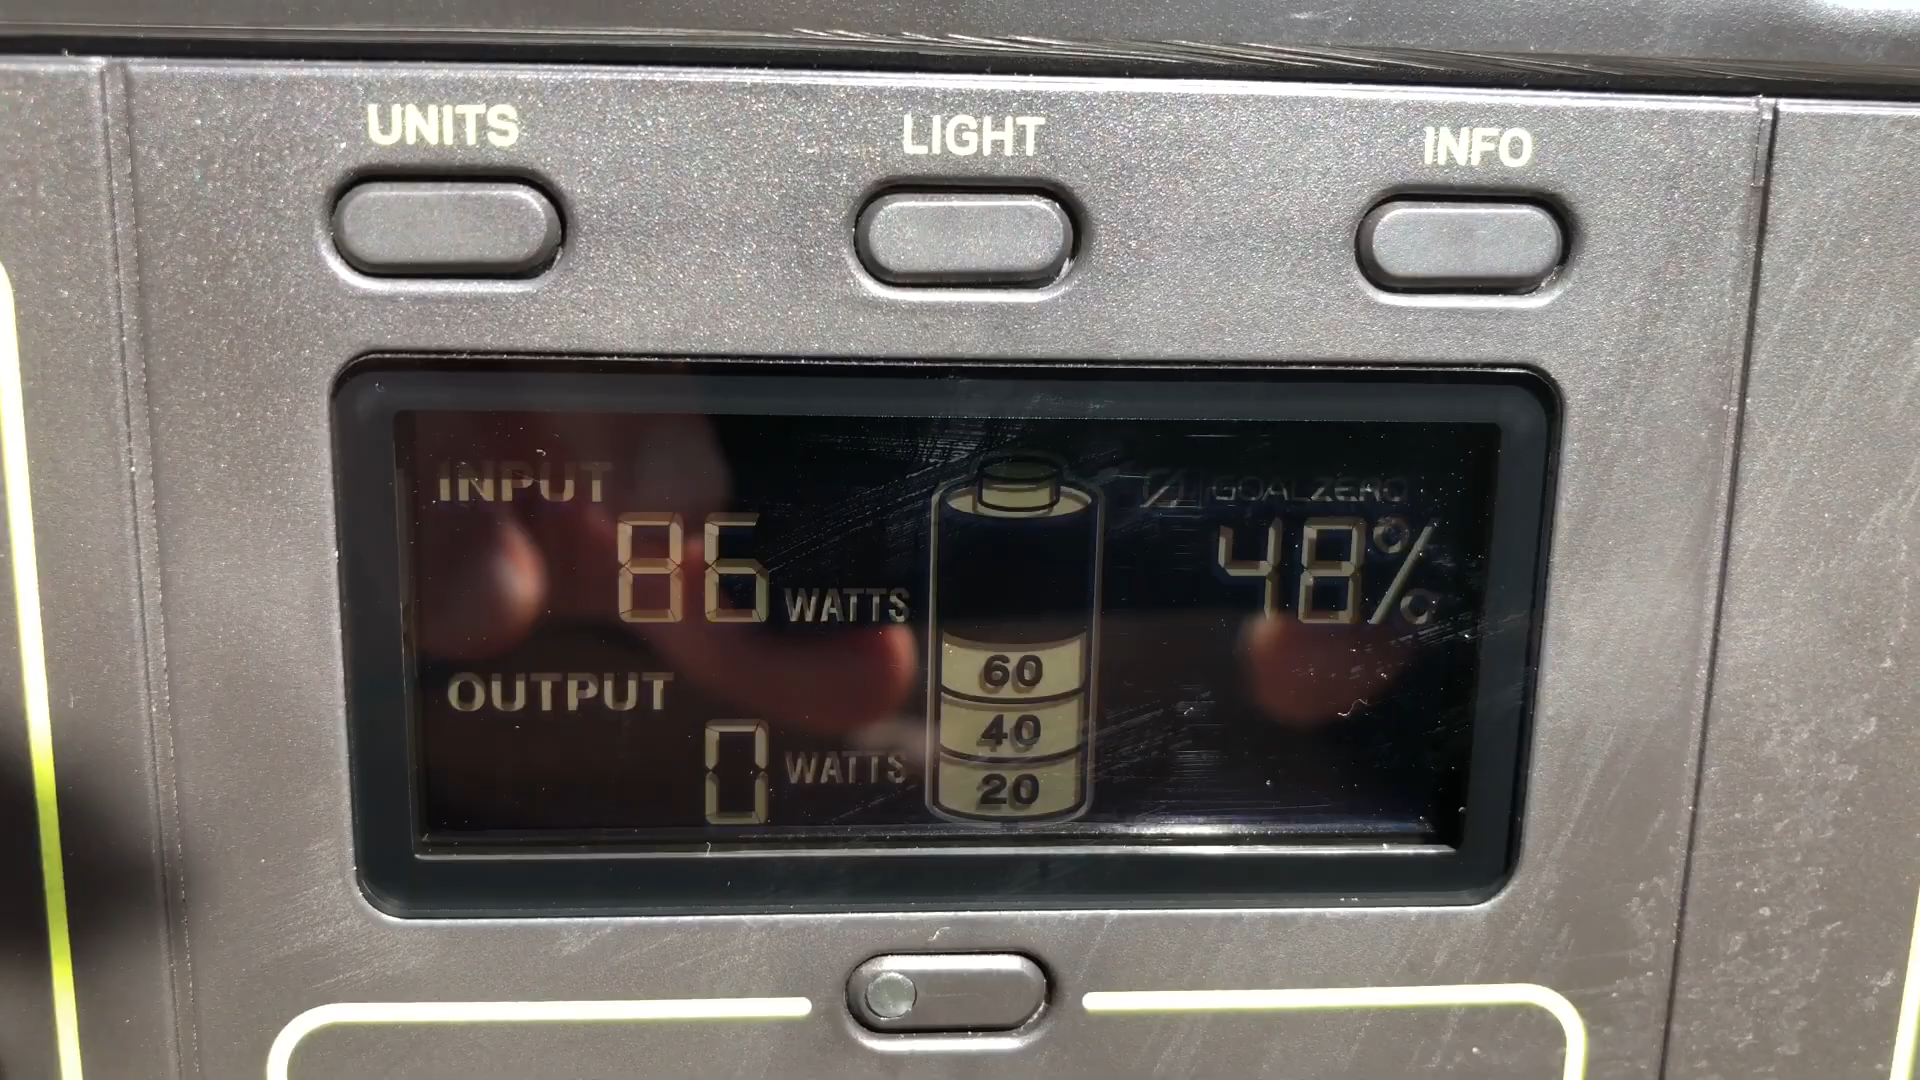 UNITS LIGHT INFO
INPUT
GOALZERO
86 WATTS
48%
60
OUTPUT
40
0 WATTS
20